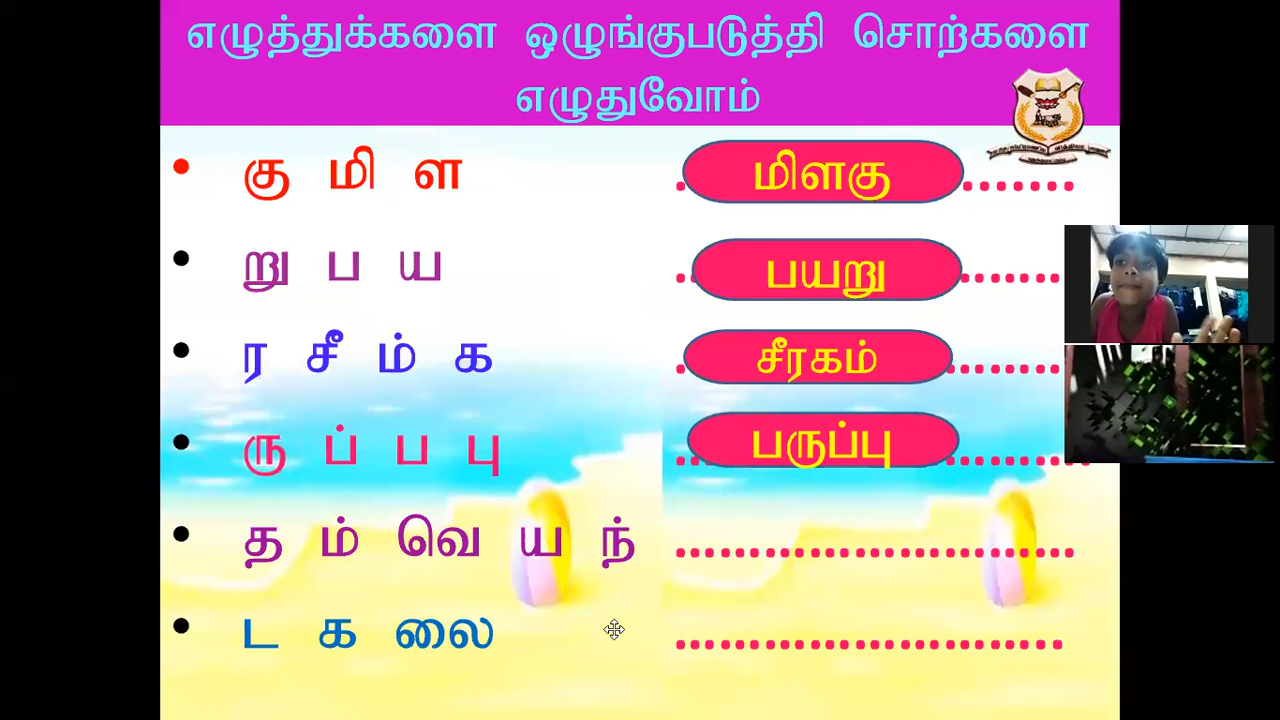 எழுத்துக்களை ஒழுங்குபடுத்தி சொற்களை
எழுதுவோம்
• கு மி ள .மிளகு.......
• று ப ய ..பயறு.......
• ர சீ ம் க .சீரகம்........
• ரு ப் ப பு ..பருப்பு..........
• த ம் வெ ய ந் ...........................
• ட க லை ..........................